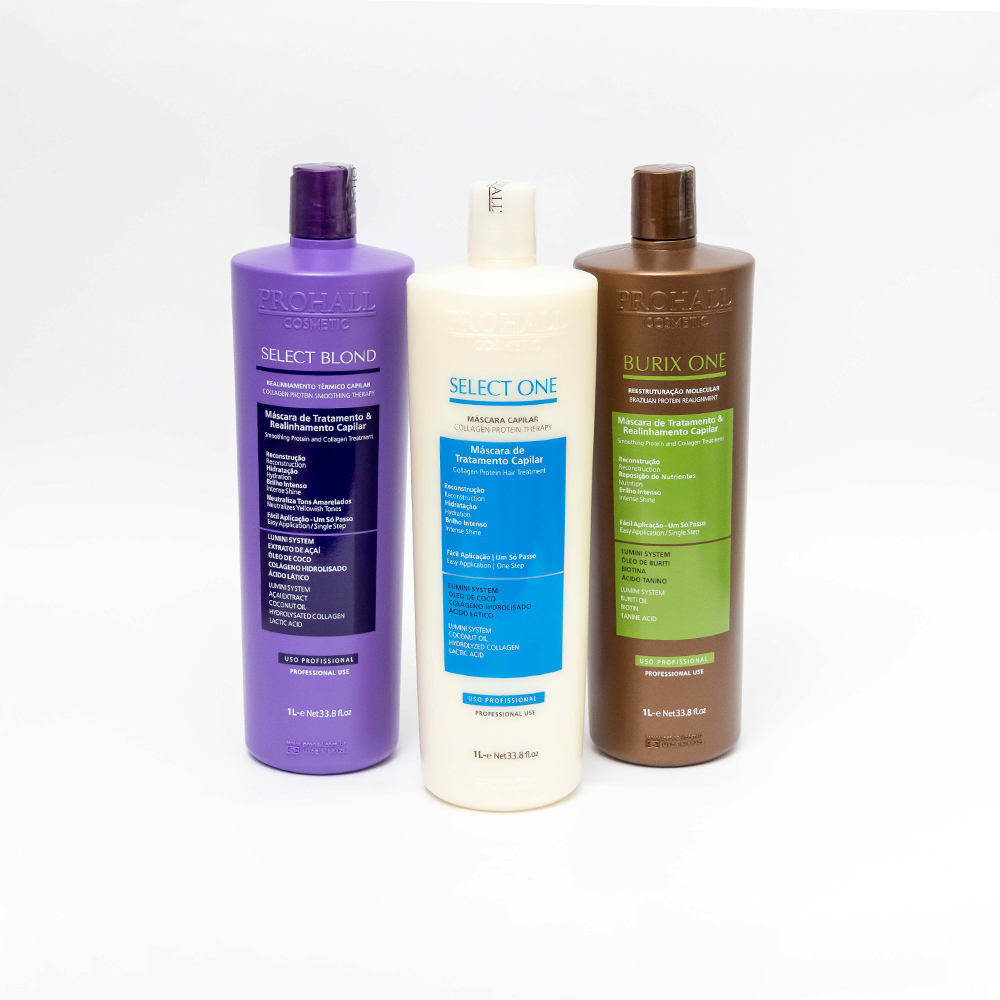 PROHALL
COSMETIC
SELECT BLOND
REALINHAMENTO TÉRMICO CAPILAR
COLLAGEN PROTEIN SMOOTHING THERAPY
Máscara de Tratamento &
Realinhamento Capilar
Smoothing Protein and Collagen Treatment
Reconstrução
Reconstruction
Hidratação
Hydration
Brilho Intenso
Intense Shine
Neutraliza Tons Amarelados
Neutralizes Yellowish Tones
Fácil Aplicação - Um Só Passo
Easy Application / Single Step
LUMINI SYSTEM
EXTRATO DE AÇAÍ
ÓLEO DE COCO
COLÁGENO HIDROLISADO
ÁCIDO LÁTICO
LUMINI SYSTEM
AÇAI EXTRACT
COCONUT OIL
HYDROLYSATED COLLAGEN
LACTIC ACID
USO PROFISSIONAL
PROFESSIONAL USE
1L-e Net33.8 fl.oz
ALL
PROHALL
COSMETIC
SELECT ONE
MÁSCARA CAPILAR
COLLAGEN PROTEIN THERAPY
Máscara de
Tratamento Capilar
Collagen Protein Hair Treatment
Reconstrução
Reconstruction
Hidratação
Hydration
Brilho Intenso
Intense Shine
Fácil Aplicação | Um Só Passo
Easy Application | One Step
LUMINI SYSTEM
ÓLEO DE COCO
COLÁGENO HIDROLISADO
ÁCIDO LÁTICO
LUMINI SYSTEM
COCONUT OIL
HYDROLYZED COLLAGEN
LACTIC ACID
USO PROFISSIONAL
PROFESSIONAL USE
1L-e Net33.8 fl.oz
PROHALL
COSMETIC
BURIX ONE
REESTRUTURAÇÃO MOLECULAR
BRAZILIAN PROTEIN REALIGNMENT
Máscara de Tratamento &
Realinhamento Capilar
Smoothing Protein and Collagen Treatment
Reconstrução
Reconstruction
Reposição de Nutrientes
Nutrition
Brilho Intenso
Intense Shine
Fácil Aplicação - Um Só Passo
Easy Application / Single Step
LUMINI SYSTEM
ÓLEO DE BURITI
BIOTINA
ÁCIDO TANINO
LUMINI SYSTEM
BURITI OIL
BIOTIN
TANINE ACID
USO PROFISSIONAL
PROFESSIONAL USE
1L-e Net33.8 fl.oz